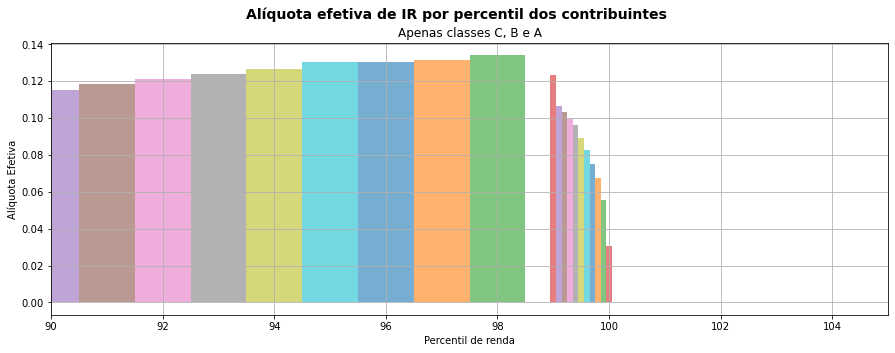 Alíquota efetiva de IR por percentil dos contribuintes
Apenas classes C, B e A
Alíquota Efetiva
0.14
0.12
0.10
0.08
0.06
0.04
0.02
0.00
90 92 94 96 98 100 102 104
Percentil de renda